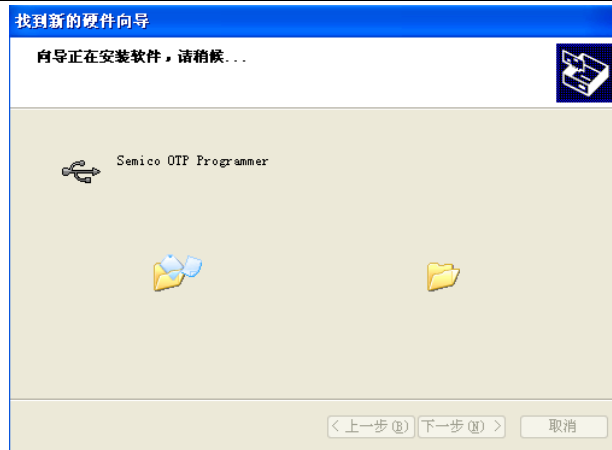 找到新的硬件向导
向导正在安装软件，请稍候...
Semico OTP Programmer
< 上一步(B) 下一步(N) > 取消